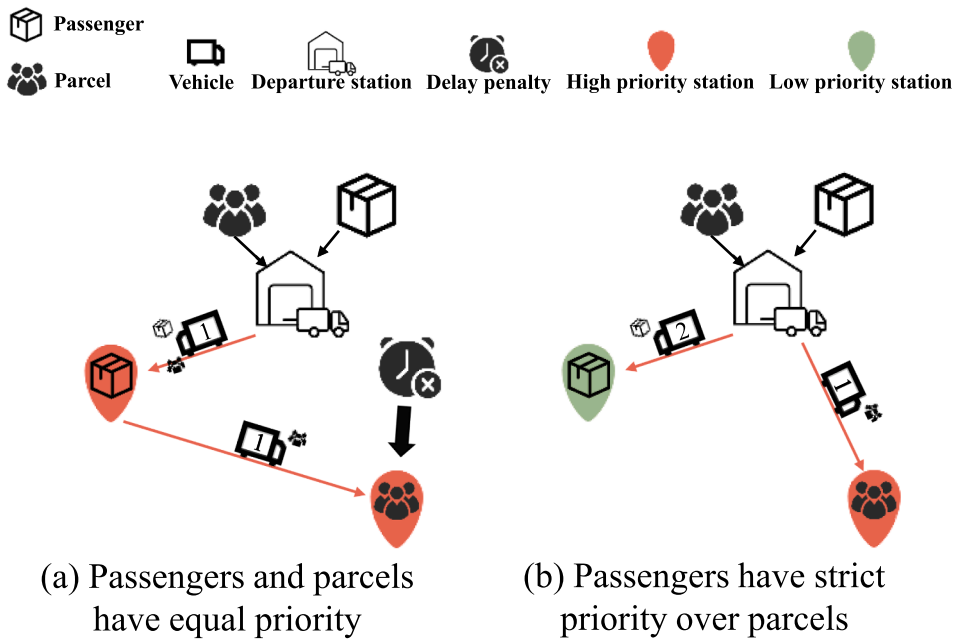 Passenger
Parcel
Vehicle
Departure station
Delay penalty
High priority station
Low priority station
1
1
2
1
(a) Passengers and parcels
have equal priority
(b) Passengers have strict
priority over parcels